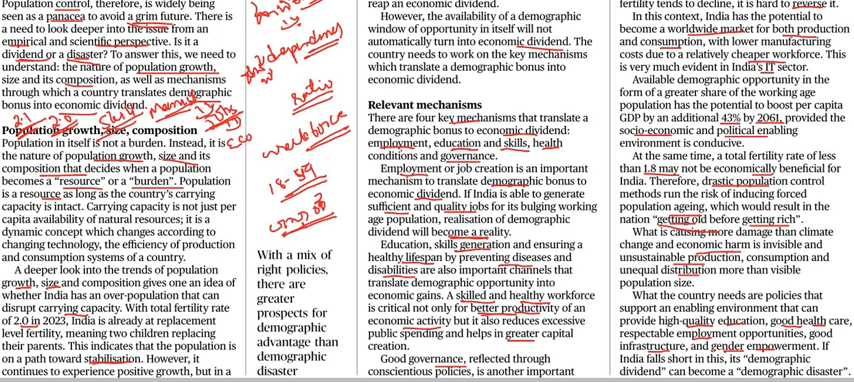 Population control, therefore, is widely being
seen as a panacea to avoid a grim future. There is
a need to look deeper into the issue from an
empirical and scientific perspective. Is it a
dividend or a disaster? To answer this, we need to
understand: the nature of population growth,
size and its composition, as well as mechanisms
through which a country translates demographic
bonus into economic dividend.
Population growth, size, composition
Population in itself is not a burden. Instead, it is
the nature of population growth, size and its
composition that decides when a population
becomes a "resource" or a "burden". Population
is a resource as long as the country's carrying
capacity is intact. Carrying capacity is not just per
capita availability of natural resources; it is a
dynamic concept which changes according to
changing technology, the efficiency of production
and consumption systems of a country.
A deeper look into the trends of population
growth, size and composition gives one an idea of
whether India has an over-population that can
disrupt carrying capacity. With total fertility rate
of 2.0 in 2023, India is already at replacement
level fertility, meaning two children replacing
their parents. This indicates that the population is
on a path toward stabilisation. However, it
continues to experience positive growth, but in a
2.1
2.0
dependency
ratio
workforce
18-59
With a mix of
right policies,
there are
greater
prospects for
demographic
advantage than
demographic
disaster
reap an economic dividend.
However, the availability of a demographic
window of opportunity in itself will not
automatically turn into economic dividend. The
country needs to work on the key mechanisms
which translate a demographic bonus into
economic dividend.
Relevant mechanisms
There are four key mechanisms that translate a
demographic bonus to economic dividend:
employment, education and skills, health
conditions and governance.
Employment or job creation is an important
mechanism to translate demographic bonus to
economic dividend. If India is able to generate
sufficient and quality jobs for its bulging working
age population, realisation of demographic
dividend will become a reality.
Education, skills generation and ensuring a
healthy lifespan by preventing diseases and
disabilities are also important channels that
translate demographic opportunity into
economic gains. A skilled and healthy workforce
is critical not only for better productivity of an
economic activity but it also reduces excessive
public spending and helps in greater capital
creation.
Good governance, reflected through
conscientious policies, is another important
fertility tends to decline, it is hard to reverse it.
In this context, India has the potential to
become a worldwide market for both production
and consumption, with lower manufacturing
costs due to a relatively cheaper workforce. This
is very much evident in India's IT sector.
Available demographic opportunity in the
form of a greater share of the working age
population has the potential to boost per capita
GDP by an additional 43% by 2061, provided the
socio-economic and political enabling
environment is conducive.
At the same time, a total fertility rate of less
than 1.8 may not be economically beneficial for
India. Therefore, drastic population control
methods run the risk of inducing forced
population ageing, which would result in the
nation "getting old before getting rich".
What is causing more damage than climate
change and economic harm is invisible and
unsustainable production, consumption and
unequal distribution more than visible
population size.
What the country needs are policies that
support an enabling environment that can
provide high-quality education, good health care,
respectable employment opportunities, good
infrastructure, and gender empowerment. If
India falls short in this, its "demographic
dividend" can become a "demographic disaster".